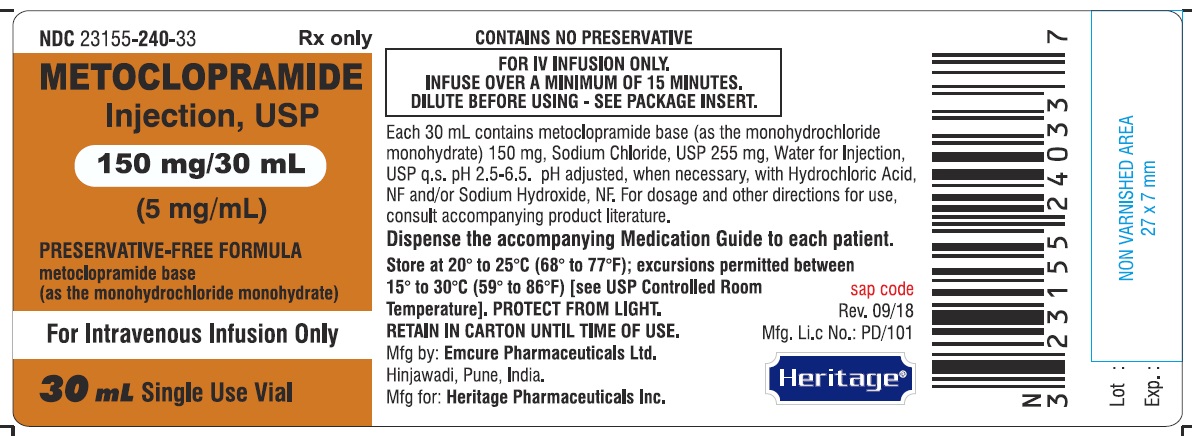 NDC 23155-240-33 Rx only
METOCLOPRAMIDE
Injection, USP
150 mg/30 mL
(5 mg/mL)
PRESERVATIVE-FREE FORMULA
metoclopramide base
(as the monohydrochloride monohydrate)
For Intravenous Infusion Only
30 mL Single Use Vial
CONTAINS NO PRESERVATIVE
FOR IV INFUSION ONLY.
INFUSE OVER A MINIMUM OF 15 MINUTES.
DILUTE BEFORE USING - SEE PACKAGE INSERT.
Each 30 mL contains metoclopramide base (as the monohydrochloride
monohydrate) 150 mg, Sodium Chloride, USP 255 mg, Water for Injection,
USP q.s. pH 2.5-6.5. pH adjusted, when necessary, with Hydrochloric Acid,
NF and/or Sodium Hydroxide, NF. For dosage and other directions for use,
consult accompanying product literature.
Dispense the accompanying Medication Guide to each patient.
Store at 20° to 25°C (68° to 77°F); excursions permitted between
15° to 30°C (59° to 86°F) [see USP Controlled Room
Temperature]. PROTECT FROM LIGHT.
RETAIN IN CARTON UNTIL TIME OF USE.
Mfg by: Emcure Pharmaceuticals Ltd.
Hinjawadi, Pune, India.
Mfg for: Heritage Pharmaceuticals Inc.
sap code
Rev. 09/18
Mfg. Li.c No.: PD/101
Heritage®
N
3 23155 24033 7
NON VARNISHED AREA
27 x 7 mm
Lot :
Exp. :